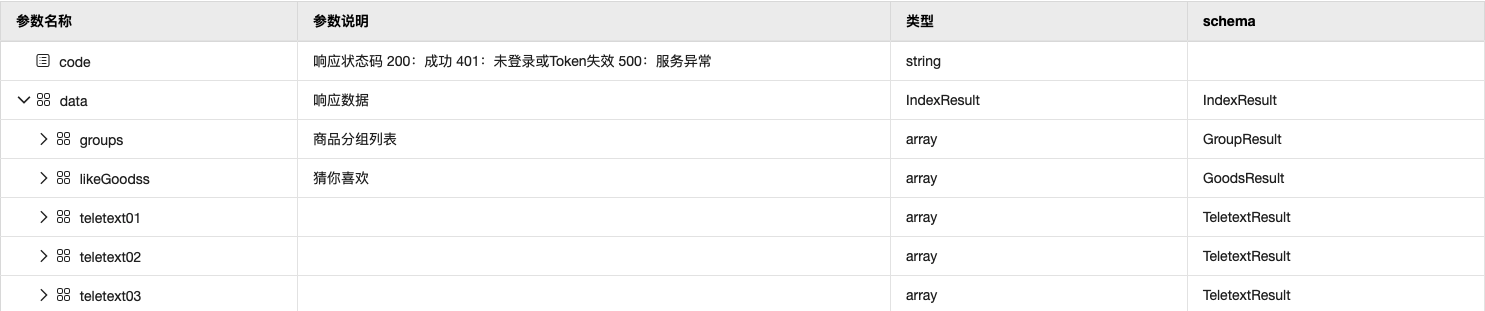 参数名称 参数说明 类型 schema
code 响应状态码 200：成功 401：未登录或Token失效 500：服务异常 string
data 响应数据 IndexResult IndexResult
groups 商品分组列表 array GroupResult
likeGoodss 猜你喜欢 array GoodsResult
teletext01 array TeletextResult
teletext02 array TeletextResult
teletext03 array TeletextResult